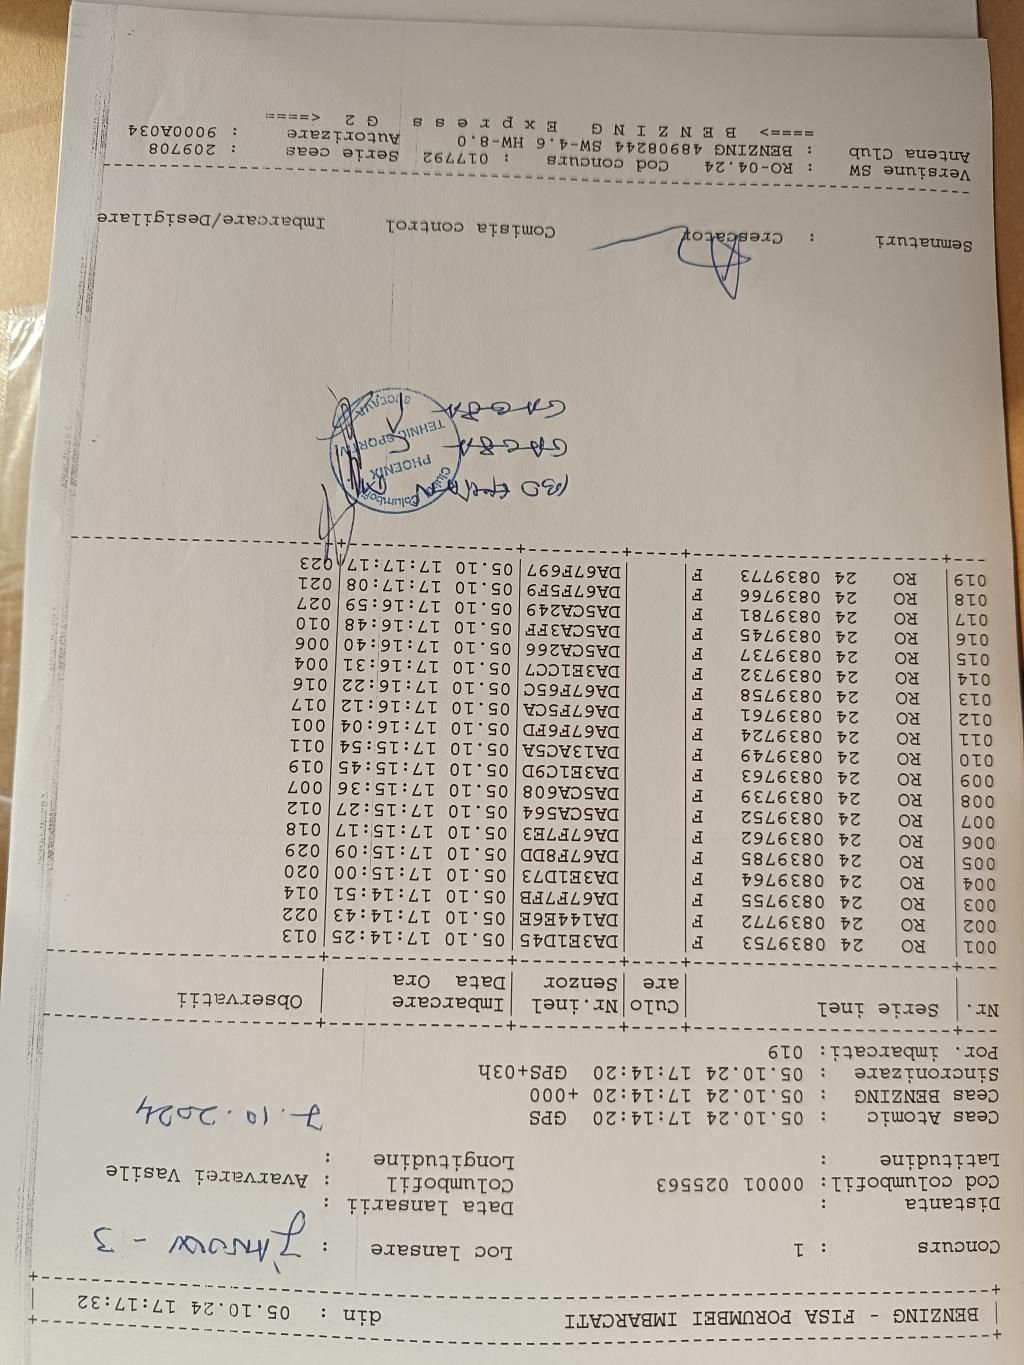 BENZING - FISA PORUMBEI IMBARCATI din : 05.10.24 17:17:32
Concurs : 1 Loc lansare : - 3
Distanta : Data lansarii :
Cod columbofil: 00001 025563 Columbofil : Avarvarei Vasile
Latitudine : Longitudine :
7.10.2024
Ceas Atomic : 05.10.24 17:14:20 GPS
Ceas BENZING : 05.10.24 17:14:20 +000
Sincronizare : 05.10.24 17:14:20 GPS+03h
Por. imbarcati: 019
Nr. | Serie inel | Culo | Nr.inel | Imbarcare | Observatii
are | Senzor | Data Ora
001 | RO 24 0839753 F | | DA3E1D45 | 05.10 17:14:25 | 013
002 | RO 24 0839772 F | | DA144E6E | 05.10 17:14:43 | 022
003 | RO 24 0839755 F | | DA67F7FB | 05.10 17:14:51 | 014
004 | RO 24 0839764 F | | DA3E1D73 | 05.10 17:15:00 | 020
005 | RO 24 0839785 F | | DA67F8DD | 05.10 17:15:09 | 029
006 | RO 24 0839762 F | | DA67F7E3 | 05.10 17:15:17 | 018
007 | RO 24 0839752 F | | DA5CA564 | 05.10 17:15:27 | 012
008 | RO 24 0839739 F | | DA5CA608 | 05.10 17:15:36 | 007
009 | RO 24 0839763 F | | DA3E1C9D | 05.10 17:15:45 | 019
010 | RO 24 0839749 F | | DA13AC5A | 05.10 17:15:54 | 011
011 | RO 24 0839724 F | | DA67F6FD | 05.10 17:16:04 | 001
012 | RO 24 0839761 F | | DA67F5CA | 05.10 17:16:12 | 017
013 | RO 24 0839758 F | | DA67F65C | 05.10 17:16:22 | 016
014 | RO 24 0839732 F | | DA3E1CC7 | 05.10 17:16:31 | 004
015 | RO 24 0839737 F | | DA5CA266 | 05.10 17:16:40 | 006
016 | RO 24 0839745 F | | DA5CA3FF | 05.10 17:16:48 | 010
017 | RO 24 0839781 F | | DA5CA249 | 05.10 17:16:59 | 027
018 | RO 24 0839766 F | | DA67F5F9 | 05.10 17:17:08 | 021
019 | RO 24 0839773 F | | DA67F697 | 05.10 17:17:17 | 023
Clubul Columbofil
PHOENIX
TEHNIC SPORTIV
SUCEAVA
Semnaturi : Crescator Comisia control Imbarcare/Desigilare
Versiune SW : RO-04.24 Cod concurs : 017792 Serie ceas : 209708
Antena Club : BENZING 48908244 SW-4.6 HW-8.0 Autorizare : 9000A034
====> B E N Z I N G E x p r e s s G 2 <====